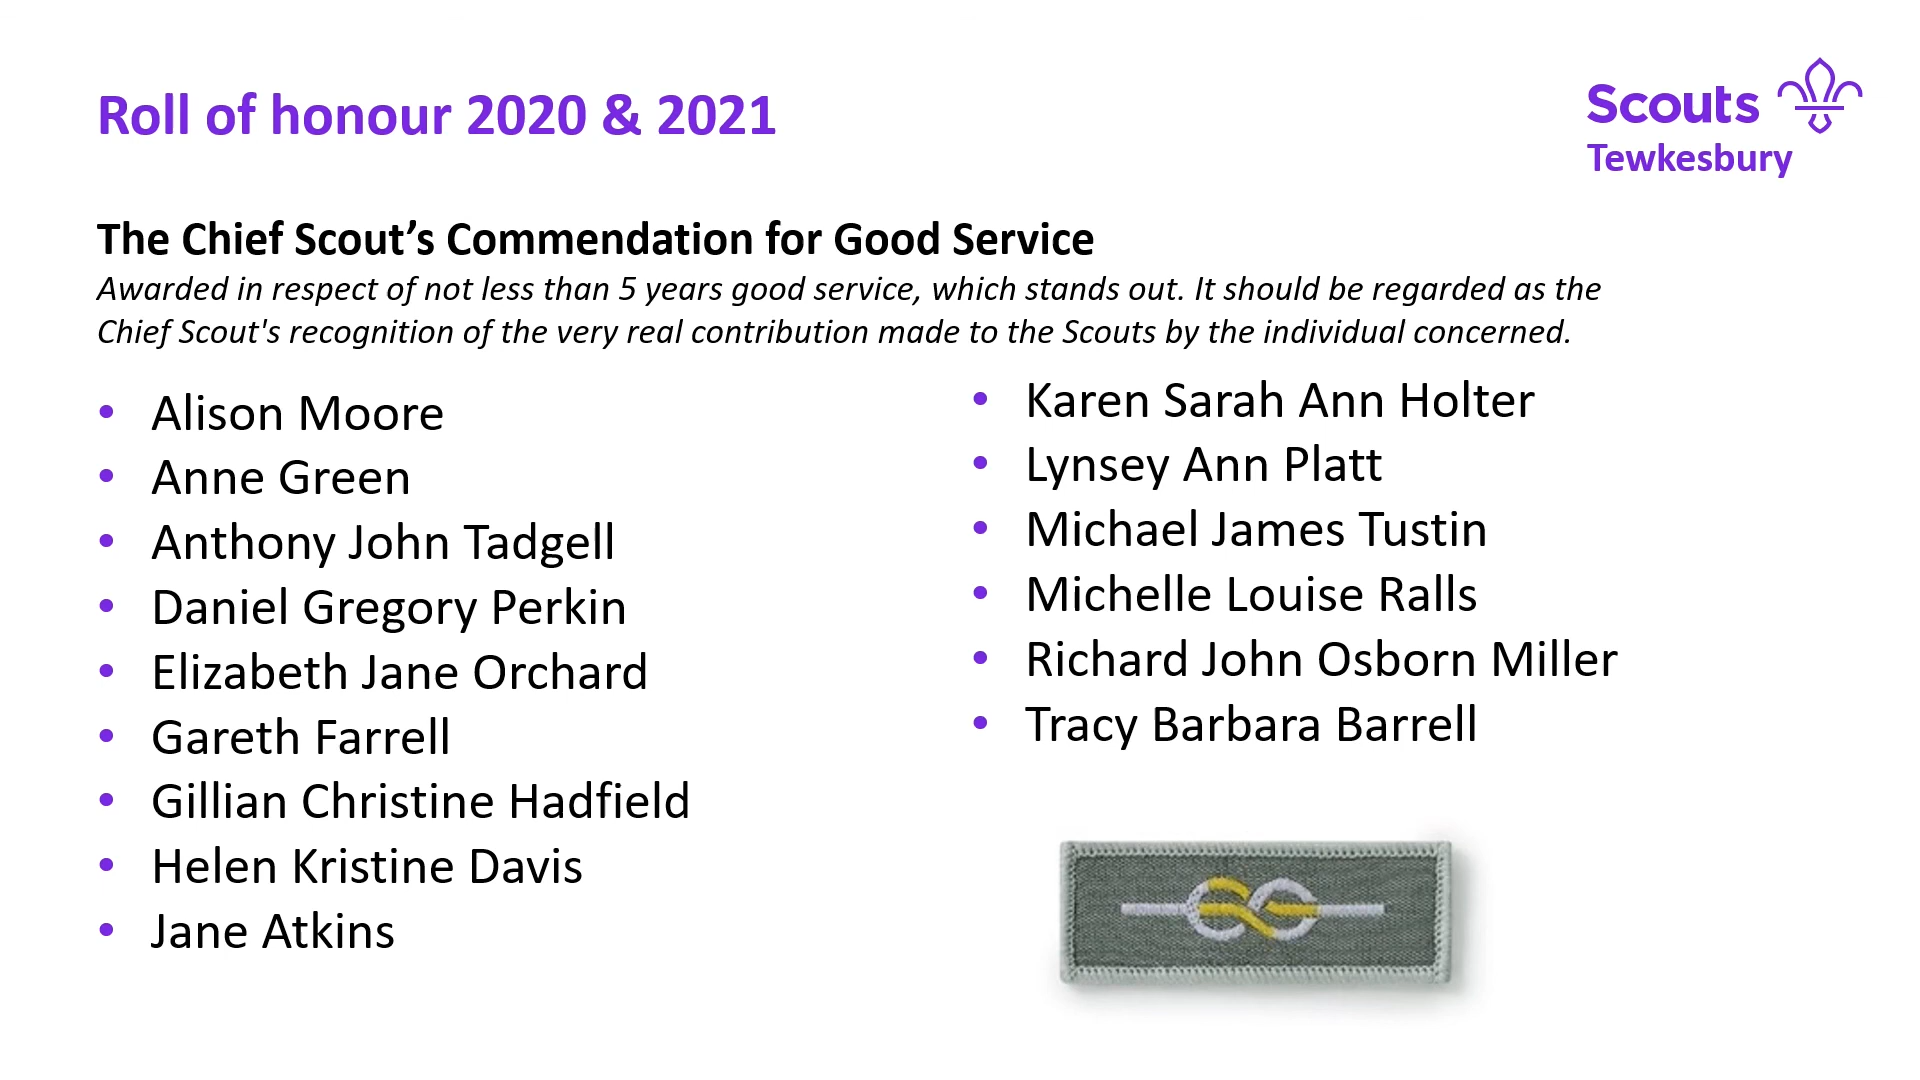 Roll of honour 2020 & 2021
Scouts
Tewkesbury
The Chief Scout’s Commendation for Good Service
Awarded in respect of not less than 5 years good service, which stands out. It should be regarded as the
Chief Scout's recognition of the very real contribution made to the Scouts by the individual concerned.
• Alison Moore
• Anne Green
• Anthony John Tadgell
• Daniel Gregory Perkin
• Elizabeth Jane Orchard
• Gareth Farrell
• Gillian Christine Hadfield
• Helen Kristine Davis
• Jane Atkins
• Karen Sarah Ann Holter
• Lynsey Ann Platt
• Michael James Tustin
• Michelle Louise Ralls
• Richard John Osborn Miller
• Tracy Barbara Barrell